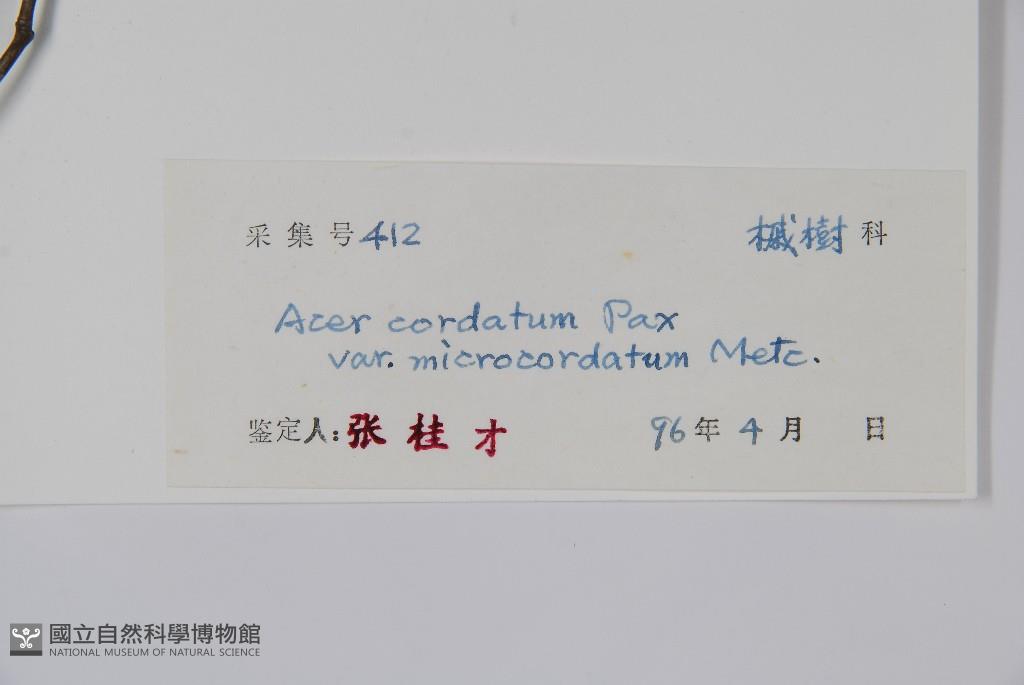 采集号412 槭樹科
Acer cordatum Pax
var. microcordatum Metc.
鉴定人:张桂才 96年4月 日
國立自然科學博物館
NATIONAL MUSEUM OF NATURAL SCIENCE